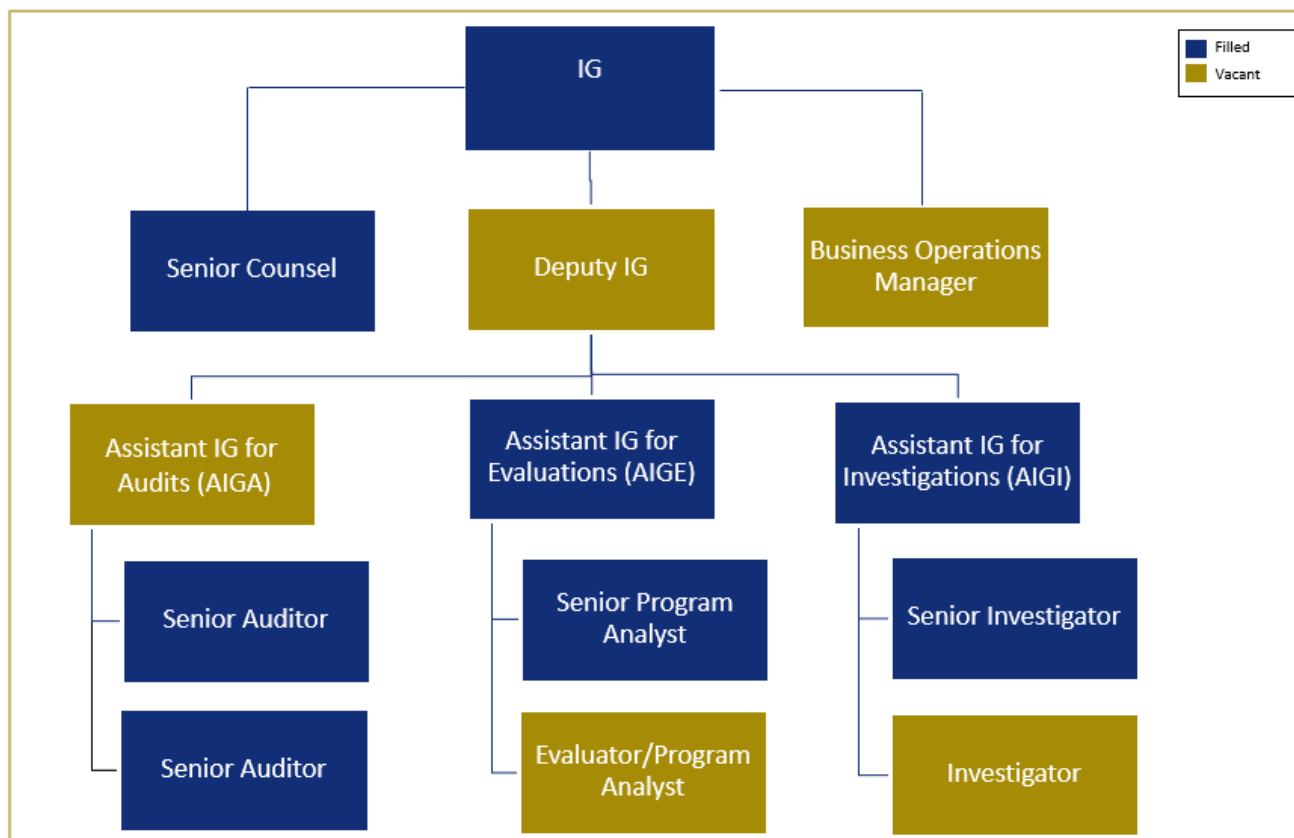 IG
Filled
Vacant
Senior Counsel
Deputy IG
Business Operations
Manager
Assistant IG for
Audits (AIGA)
Assistant IG for
Evaluations (AIGE)
Assistant IG for
Investigations (AIGI)
Senior Auditor
Senior Program
Analyst
Senior Investigator
Senior Auditor
Evaluator/Program
Analyst
Investigator